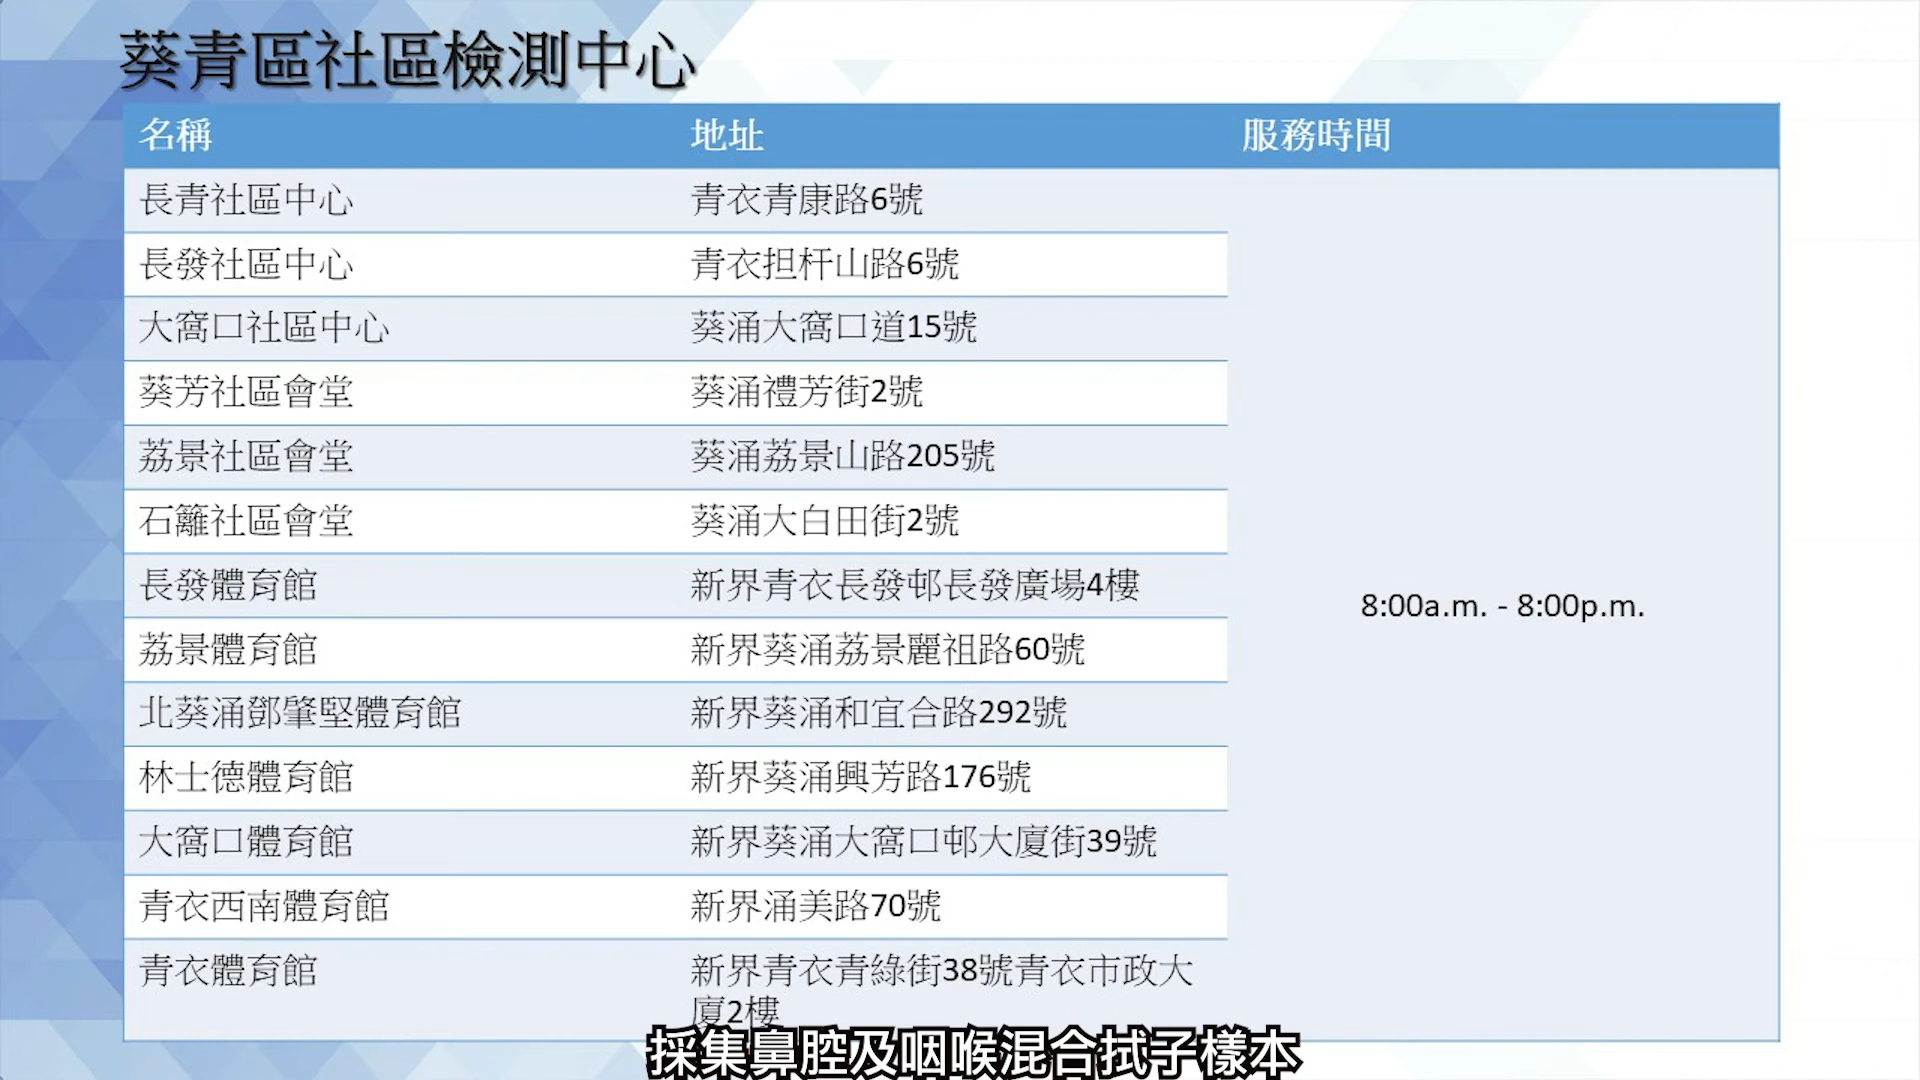 葵青區社區檢測中心
名稱 地址 服務時間
長青社區中心 青衣青康路6號
長發社區中心 青衣担杆山路6號
大窩口社區中心 葵涌大窩口道15號
葵芳社區會堂 葵涌禮芳街2號
荔景社區會堂 葵涌荔景山路205號
石籬社區會堂 葵涌大白田街2號
長發體育館 新界青衣長發邨長發廣場4樓
8:00a.m. - 8:00p.m.
荔景體育館 新界葵涌荔景麗祖路60號
北葵涌鄧肇堅體育館 新界葵涌和宜合路292號
林士德體育館 新界葵涌興芳路176號
大窩口體育館 新界葵涌大窩口邨大廈街39號
青衣西南體育館 新界涌美路70號
青衣體育館 新界青衣青綠街38號青衣市政大
廈2樓
採集鼻腔及咽喉混合拭子樣本